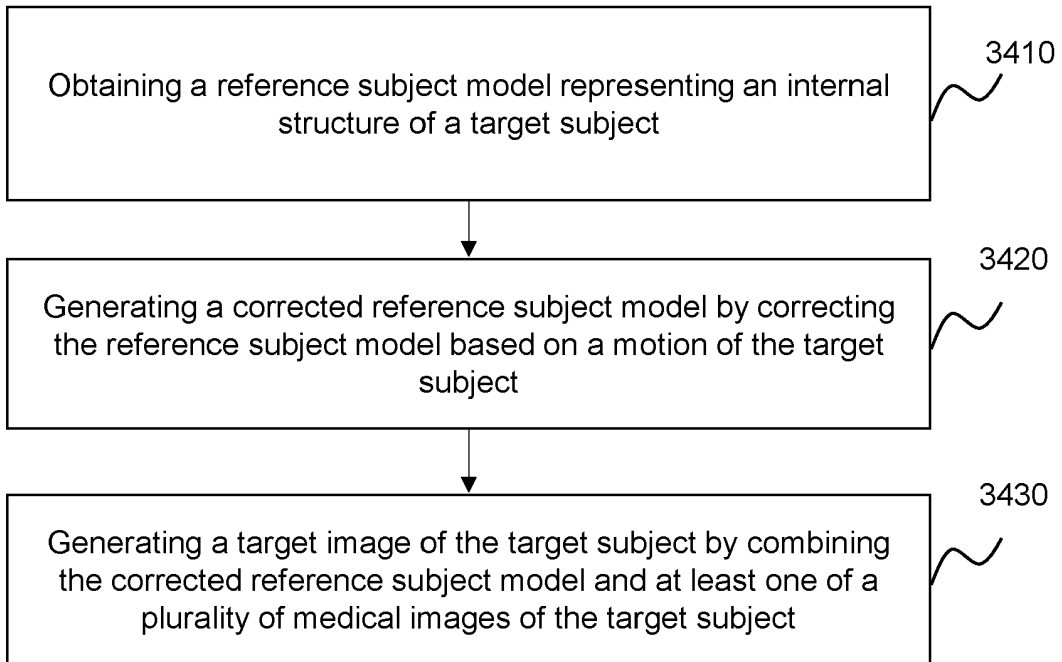 Obtaining a reference subject model representing an internal
structure of a target subject
3410
Generating a corrected reference subject model by correcting
the reference subject model based on a motion of the target
subject
3420
Generating a target image of the target subject by combining
the corrected reference subject model and at least one of a
plurality of medical images of the target subject
3430